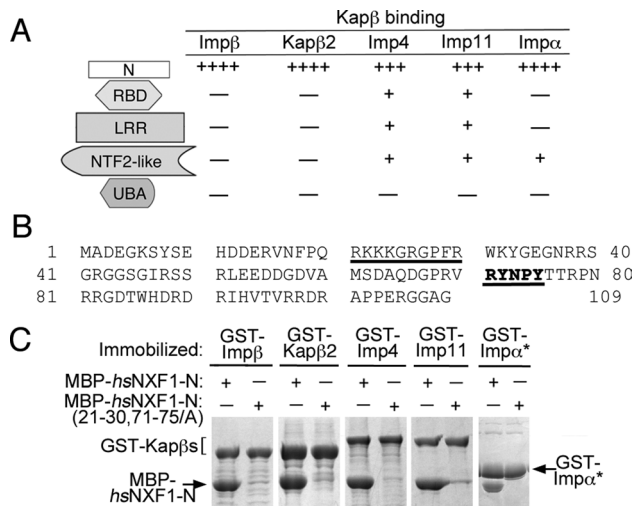 A
Kapβ binding
Impβ Kapβ2 Imp4 Imp11 Impα
N ++++ ++++ +++ +++ ++++
RBD — — + + —
LRR — — + + —
NTF2-like — — + + +
UBA — — — — —
B
1 MADEGKSYSE HDDERVNFPQ RKKKGRGPFR WKYGEGNRRS 40
41 GRGGSGIRSS RLEEDDGDVA MSDAQDGPRV RYNPYTTRPN 80
81 RRGDTWHDRD RIHVTVRRDR APPERGGAG 109
C
Immobilized: GST-Impβ GST-Kapβ2 GST-Imp4 GST-Imp11 GST-Impα*
MBP-hsNXF1-N: + — + — + — + — + —
MBP-hsNXF1-N: — + — + — + — + — +
(21-30,71-75/A)
GST-Kapβs
MBP-hsNXF1-N
GST-Impα*